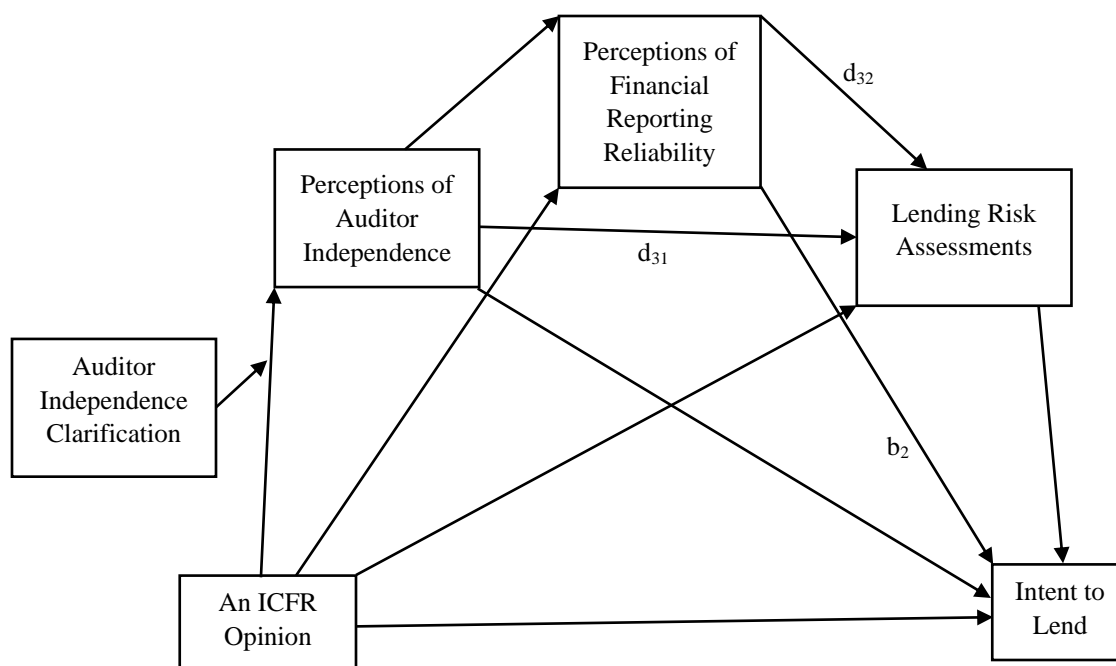 Perceptions of
Financial
Reporting
Reliability
d32
Perceptions of
Auditor
Independence
d31
Lending Risk
Assessments
Auditor
Independence
Clarification
b2
An ICFR
Opinion
Intent to
Lend